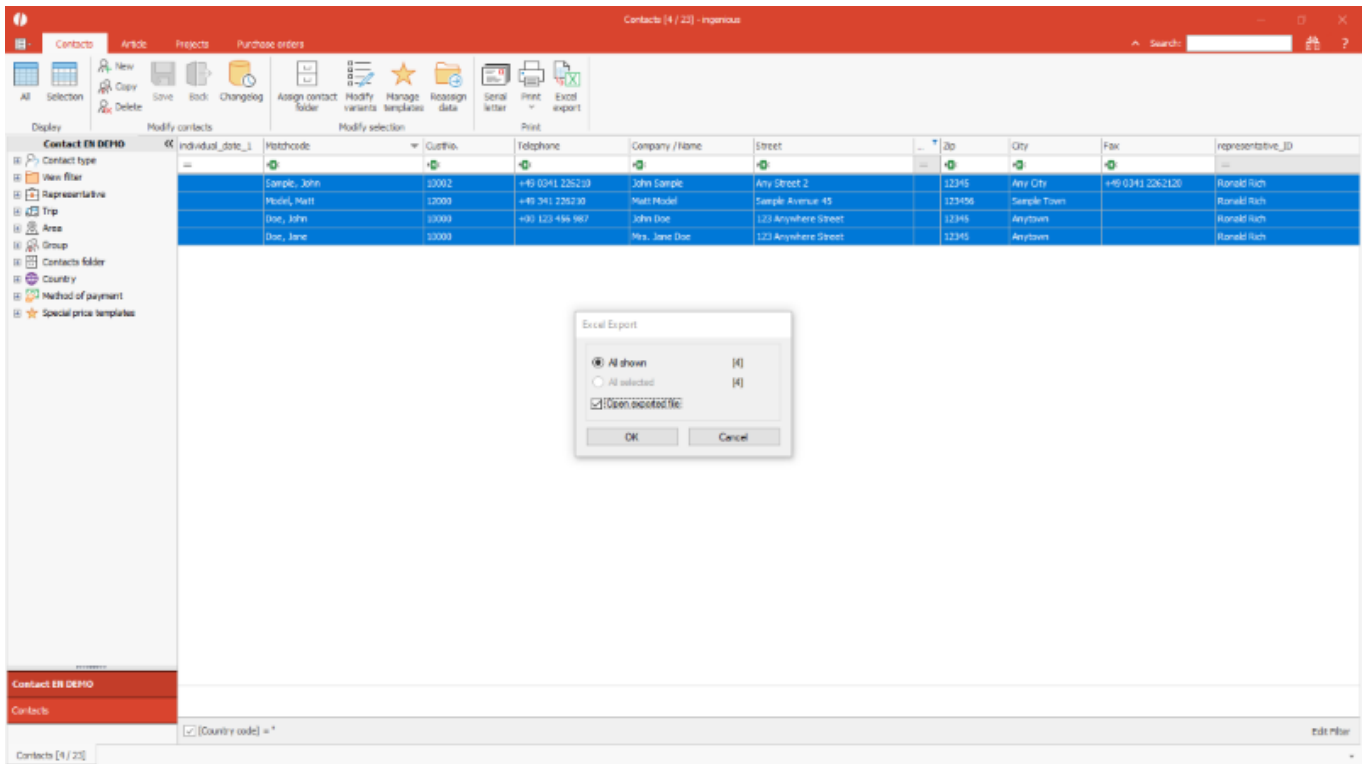 Contacts [4 / 23] - ingenious
Contacts Article Projects Purchase orders Search: ?
New
Copy
Delete
All Selection Save Back Changelog Assign contact folder Modify variants Manage templates Reassign data Serial letter Print Excel export
Display Modify contacts Modify selection Print
Contact EN DEMO
Contact type
View filter
Representative
Trip
Area
Group
Contacts folder
Country
Method of payment
Special price templates
individual_date_1 Matchcode CustNo. Telephone Company / Name Street ... Zip City Fax representative_ID
Sample, John 10002 +49 0341 226210 John Sample Any Street 2 12345 Any City +49 0341 2262120 Ronald Rich
Model, Matt 12000 +49 341 226230 Matt Model Sample Avenue 45 123456 Sample Town Ronald Rich
Doe, John 10000 +00 123 456 987 John Doe 123 Anywhere Street 12345 Anytown Ronald Rich
Doe, Jane 10000 Mrs. Jane Doe 123 Anywhere Street 12345 Anytown Ronald Rich
Excel Export
All shown [4]
All selected [4]
Open exported file
OK Cancel
Contact EN DEMO
Contacts
[Country code] = *
Edit Filter
Contacts [4 / 23]